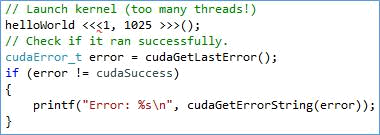 // Launch kernel (too many threads!)
helloWorld <<<1, 1025 >>>();
// Check if it ran successfully.
cudaError_t error = cudaGetLastError();
if (error != cudaSuccess)
{
    printf("Error: %s\n", cudaGetErrorString(error));
}